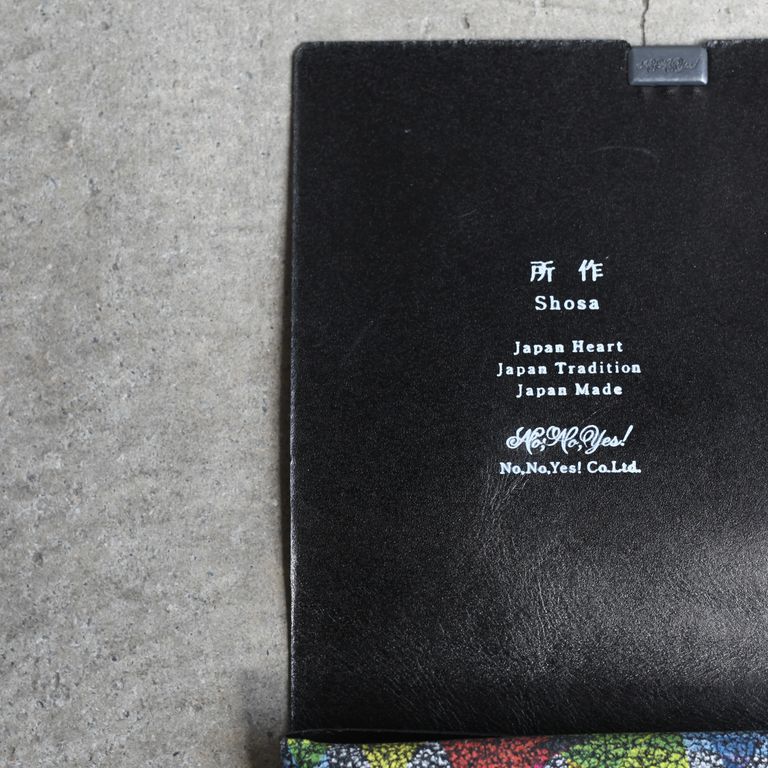 所作
Shosa
Japan Heart
Japan Tradition
Japan Made
No, No, Yes!
No,No,Yes! Co.Ltd.